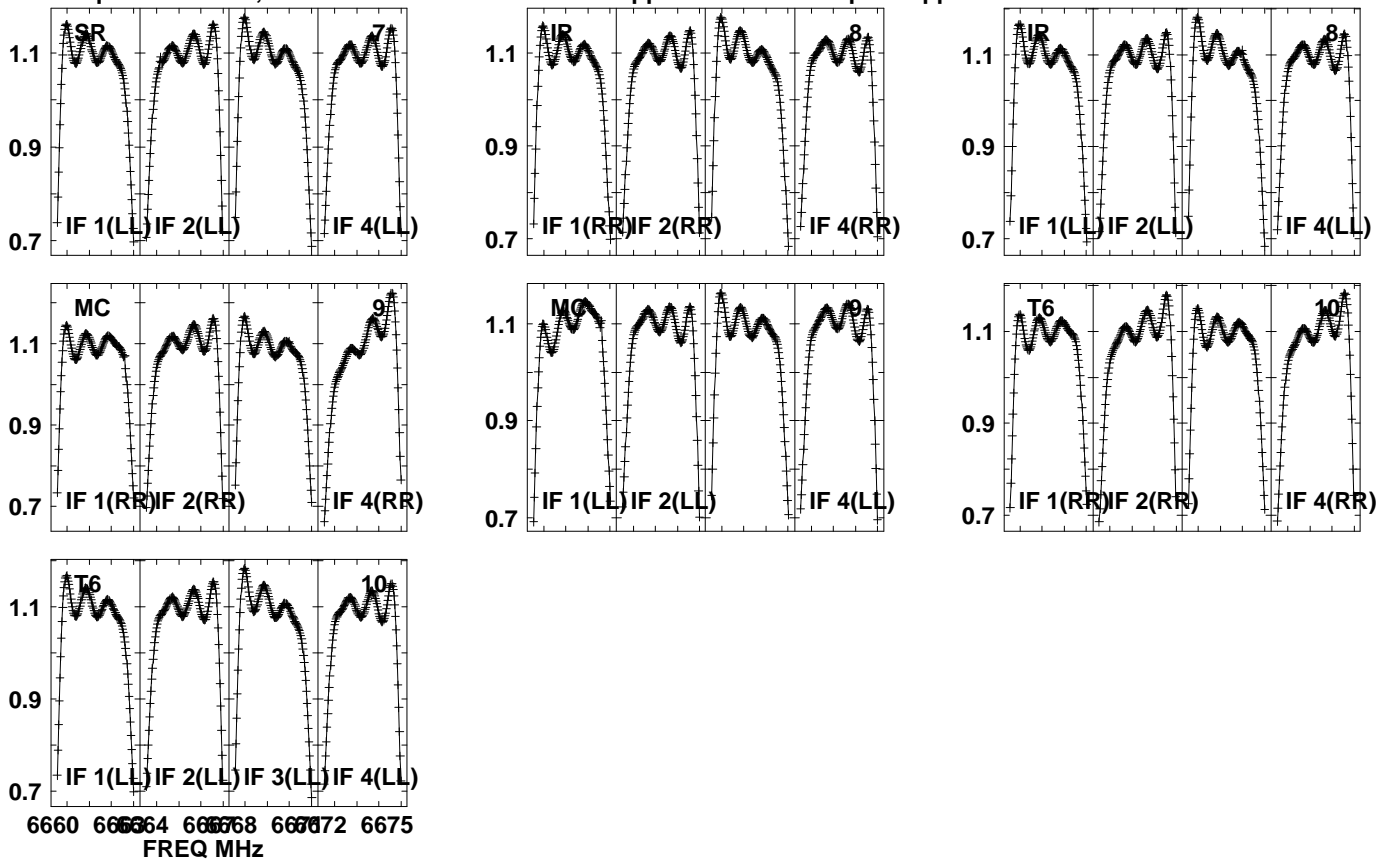 SR 7
1.1
0.9
0.7
IF 1(LL) IF 2(LL) IF 4(LL)
IR 8
1.1
0.9
0.7
IF 1(RR) IF 2(RR) IF 4(RR)
IR 8
1.1
0.9
0.7
IF 1(LL) IF 2(LL) IF 4(LL)
MC 9
1.1
0.9
0.7
IF 1(RR) IF 2(RR) IF 4(RR)
MC 9
1.1
0.9
0.7
IF 1(LL) IF 2(LL) IF 4(LL)
T6 10
1.1
0.9
0.7
IF 1(RR) IF 2(RR) IF 4(RR)
T6 10
1.1
0.9
0.7
IF 1(LL) IF 2(LL) IF 3(LL) IF 4(LL)
6660 6663 6664 6667 6668 6671 6672 6675
FREQ MHz